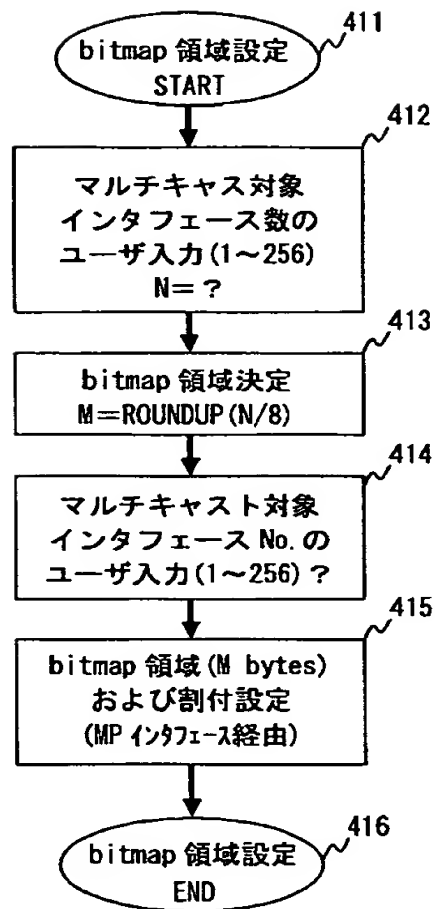 bitmap 領域設定
START
411
412
マルチキャス対象
インタフェース数の
ユーザ入力(1～256)
N=?
413
bitmap 領域決定
M=ROUNDUP(N/8)
414
マルチキャスト対象
インタフェース No.の
ユーザ入力(1～256)?
415
bitmap 領域(M bytes)
および割付設定
(MP インタフェース経由)
416
bitmap 領域設定
END